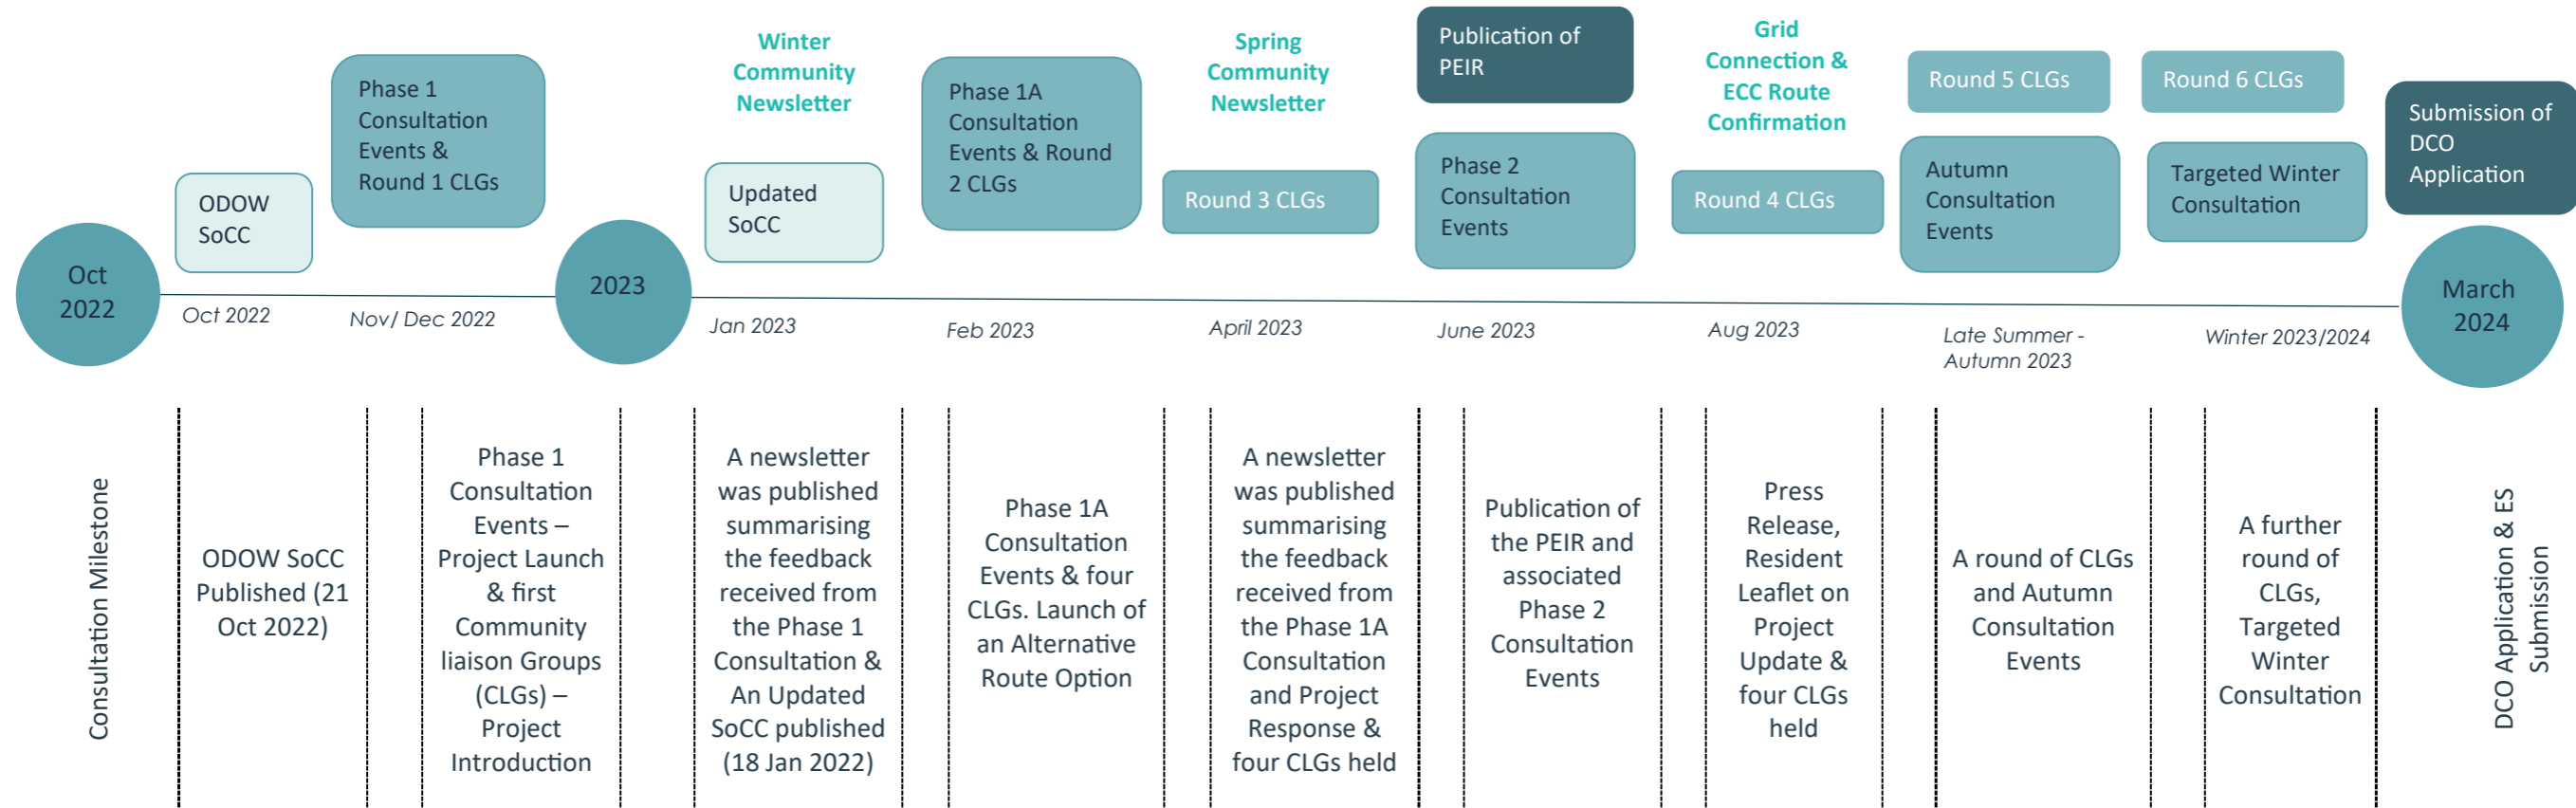 Oct
2022
ODOW
SoCC
Oct 2022
Phase 1
Consultation
Events &
Round 1 CLGs
Nov/ Dec 2022
2023
Winter
Community
Newsletter
Updated
SoCC
Jan 2023
Phase 1A
Consultation
Events & Round
2 CLGs
Feb 2023
Spring
Community
Newsletter
Round 3 CLGs
April 2023
Publication of
PEIR
Phase 2
Consultation
Events
June 2023
Grid
Connection &
ECC Route
Confirmation
Round 4 CLGs
Aug 2023
Round 5 CLGs
Autumn
Consultation
Events
Late Summer -
Autumn 2023
Round 6 CLGs
Targeted Winter
Consultation
Winter 2023/2024
Submission of
DCO
Application
March
2024
Consultation Milestone
ODOW SoCC
Published (21
Oct 2022)
Phase 1
Consultation
Events –
Project Launch
& first
Community
liaison Groups
(CLGs) –
Project
Introduction
A newsletter
was published
summarising
the feedback
received from
the Phase 1
Consultation &
An Updated
SoCC published
(18 Jan 2022)
Phase 1A
Consultation
Events & four
CLGs. Launch of
an Alternative
Route Option
A newsletter
was published
summarising
the feedback
received from
the Phase 1A
Consultation
and Project
Response &
four CLGs held
Publication of
the PEIR and
associated
Phase 2
Consultation
Events
Press
Release,
Resident
Leaflet on
Project
Update &
four CLGs
held
A round of CLGs
and Autumn
Consultation
Events
A further
round of
CLGs,
Targeted
Winter
Consultation
DCO Application & ES
Submission